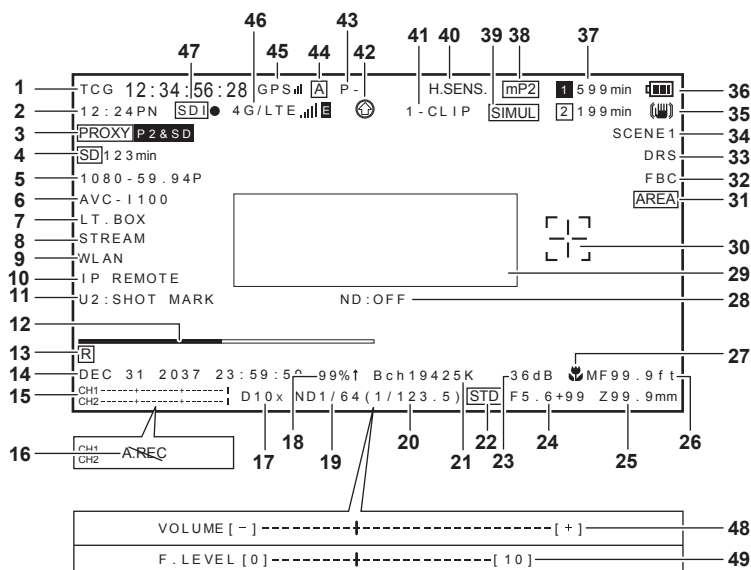 46 43
47 45 44 42 41 40 39 38 37
1 TCG 12:34:56:28 GPS A P- H.SENS. mP2 1 599min 36
2 12:24PN SDI● 4G/LTE E 1-CLIP SIMUL 2 199min 35
3 PROXY P2&SD SCENE1 34
4 SD 123min DRS 33
5 1080-59.94P FBC 32
6 AVC-I100 AREA 31
7 LT.BOX
8 STREAM 30
9 WLAN
10 IP REMOTE 29
11 U2:SHOT MARK ND:OFF 28
12
13 R 27
14 DEC 31 2037 23:59:59 99%↑ Bch19425K 36dB MF99.9ft
15 CH1 CH2 D10x ND1/64(1/123.5) STD F5.6+99 Z99.9mm
18 26
16 CH1 CH2 A.REC 17 19 20 21 22 23 24 25
VOLUME[-] [+] 48
F.LEVEL[0] [10] 49